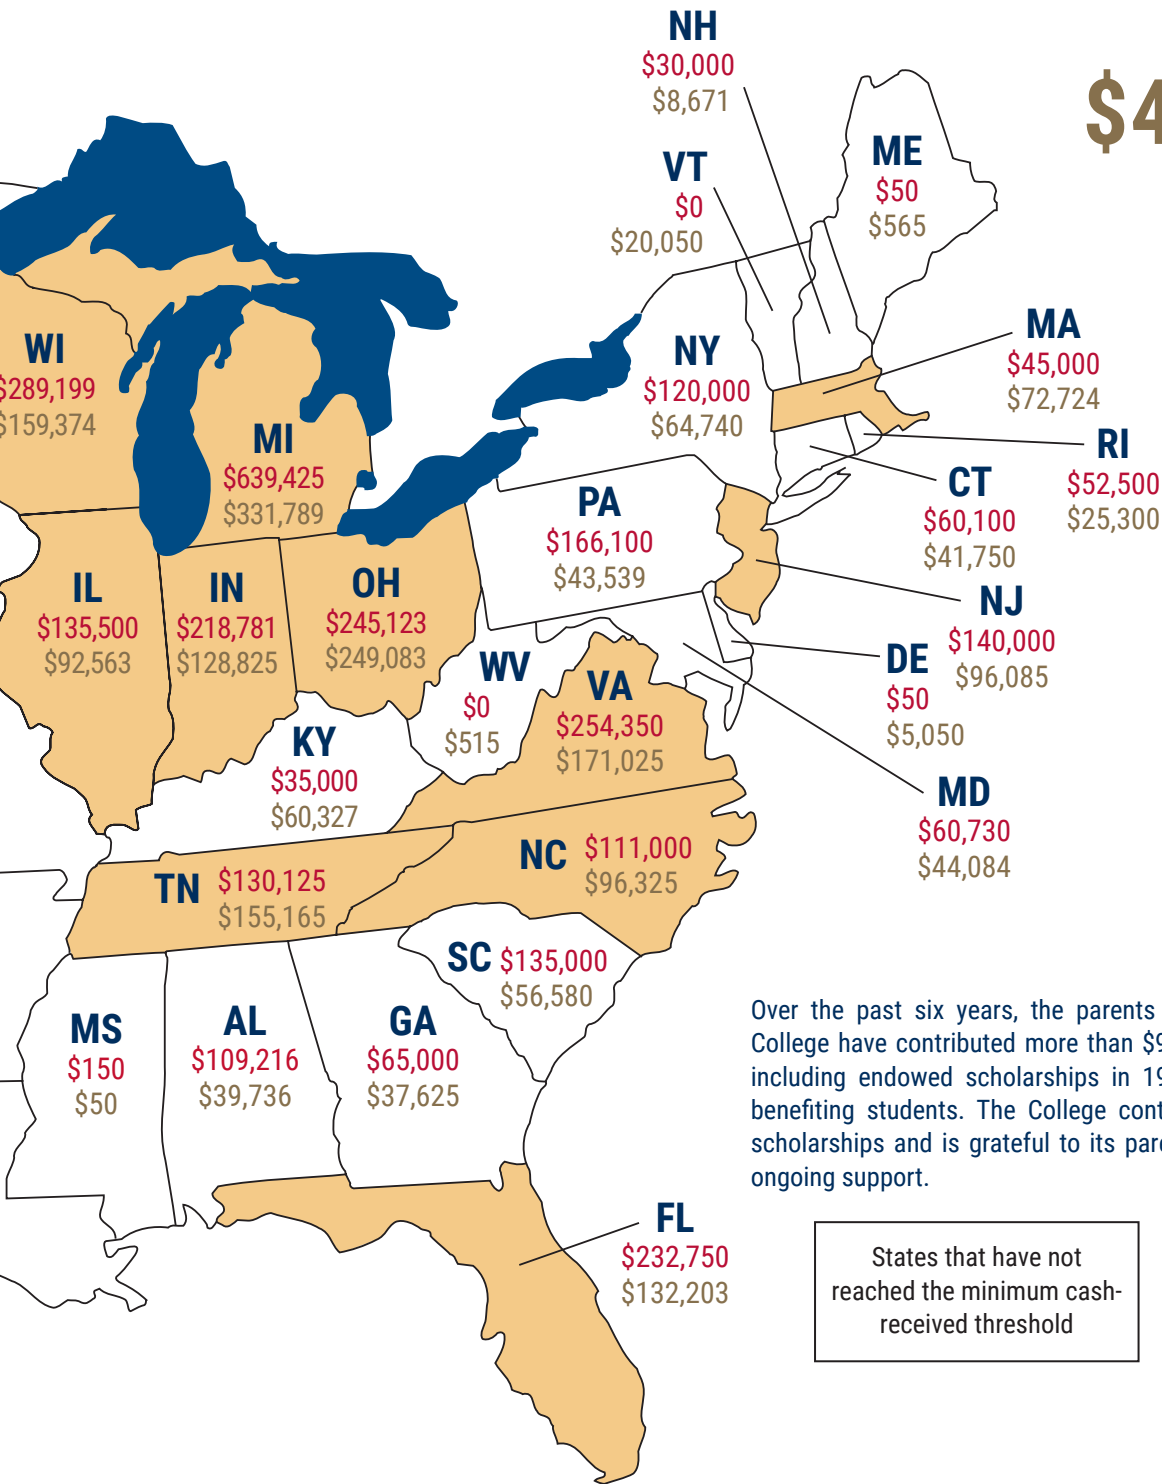 NH
$30,000
$8,671
$4
VT
$0
$20,050
ME
$50
$565
WI
$289,199
$159,374
MI
$639,425
$331,789
NY
$120,000
$64,740
MA
$45,000
$72,724
RI
$52,500
$25,300
CT
$60,100
$41,750
PA
$166,100
$43,539
IL
$135,500
$92,563
IN
$218,781
$128,825
OH
$245,123
$249,083
NJ
$140,000
$96,085
WV
$0
$515
VA
$254,350
$171,025
DE
$50
$5,050
KY
$35,000
$60,327
MD
$60,730
$44,084
TN
$130,125
$155,165
NC
$111,000
$96,325
SC
$135,000
$56,580
MS
$150
$50
AL
$109,216
$39,736
GA
$65,000
$37,625
Over the past six years, the parents
College have contributed more than $9
including endowed scholarships in 19
benefiting students. The College cont
scholarships and is grateful to its pare
ongoing support.
FL
$232,750
$132,203
States that have not
reached the minimum cash-
received threshold